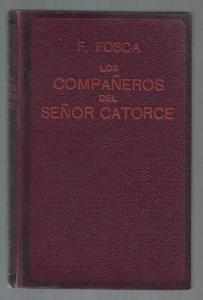 F. FOSCA
LOS
COMPAÑEROS
DEL
SEÑOR CATORCE